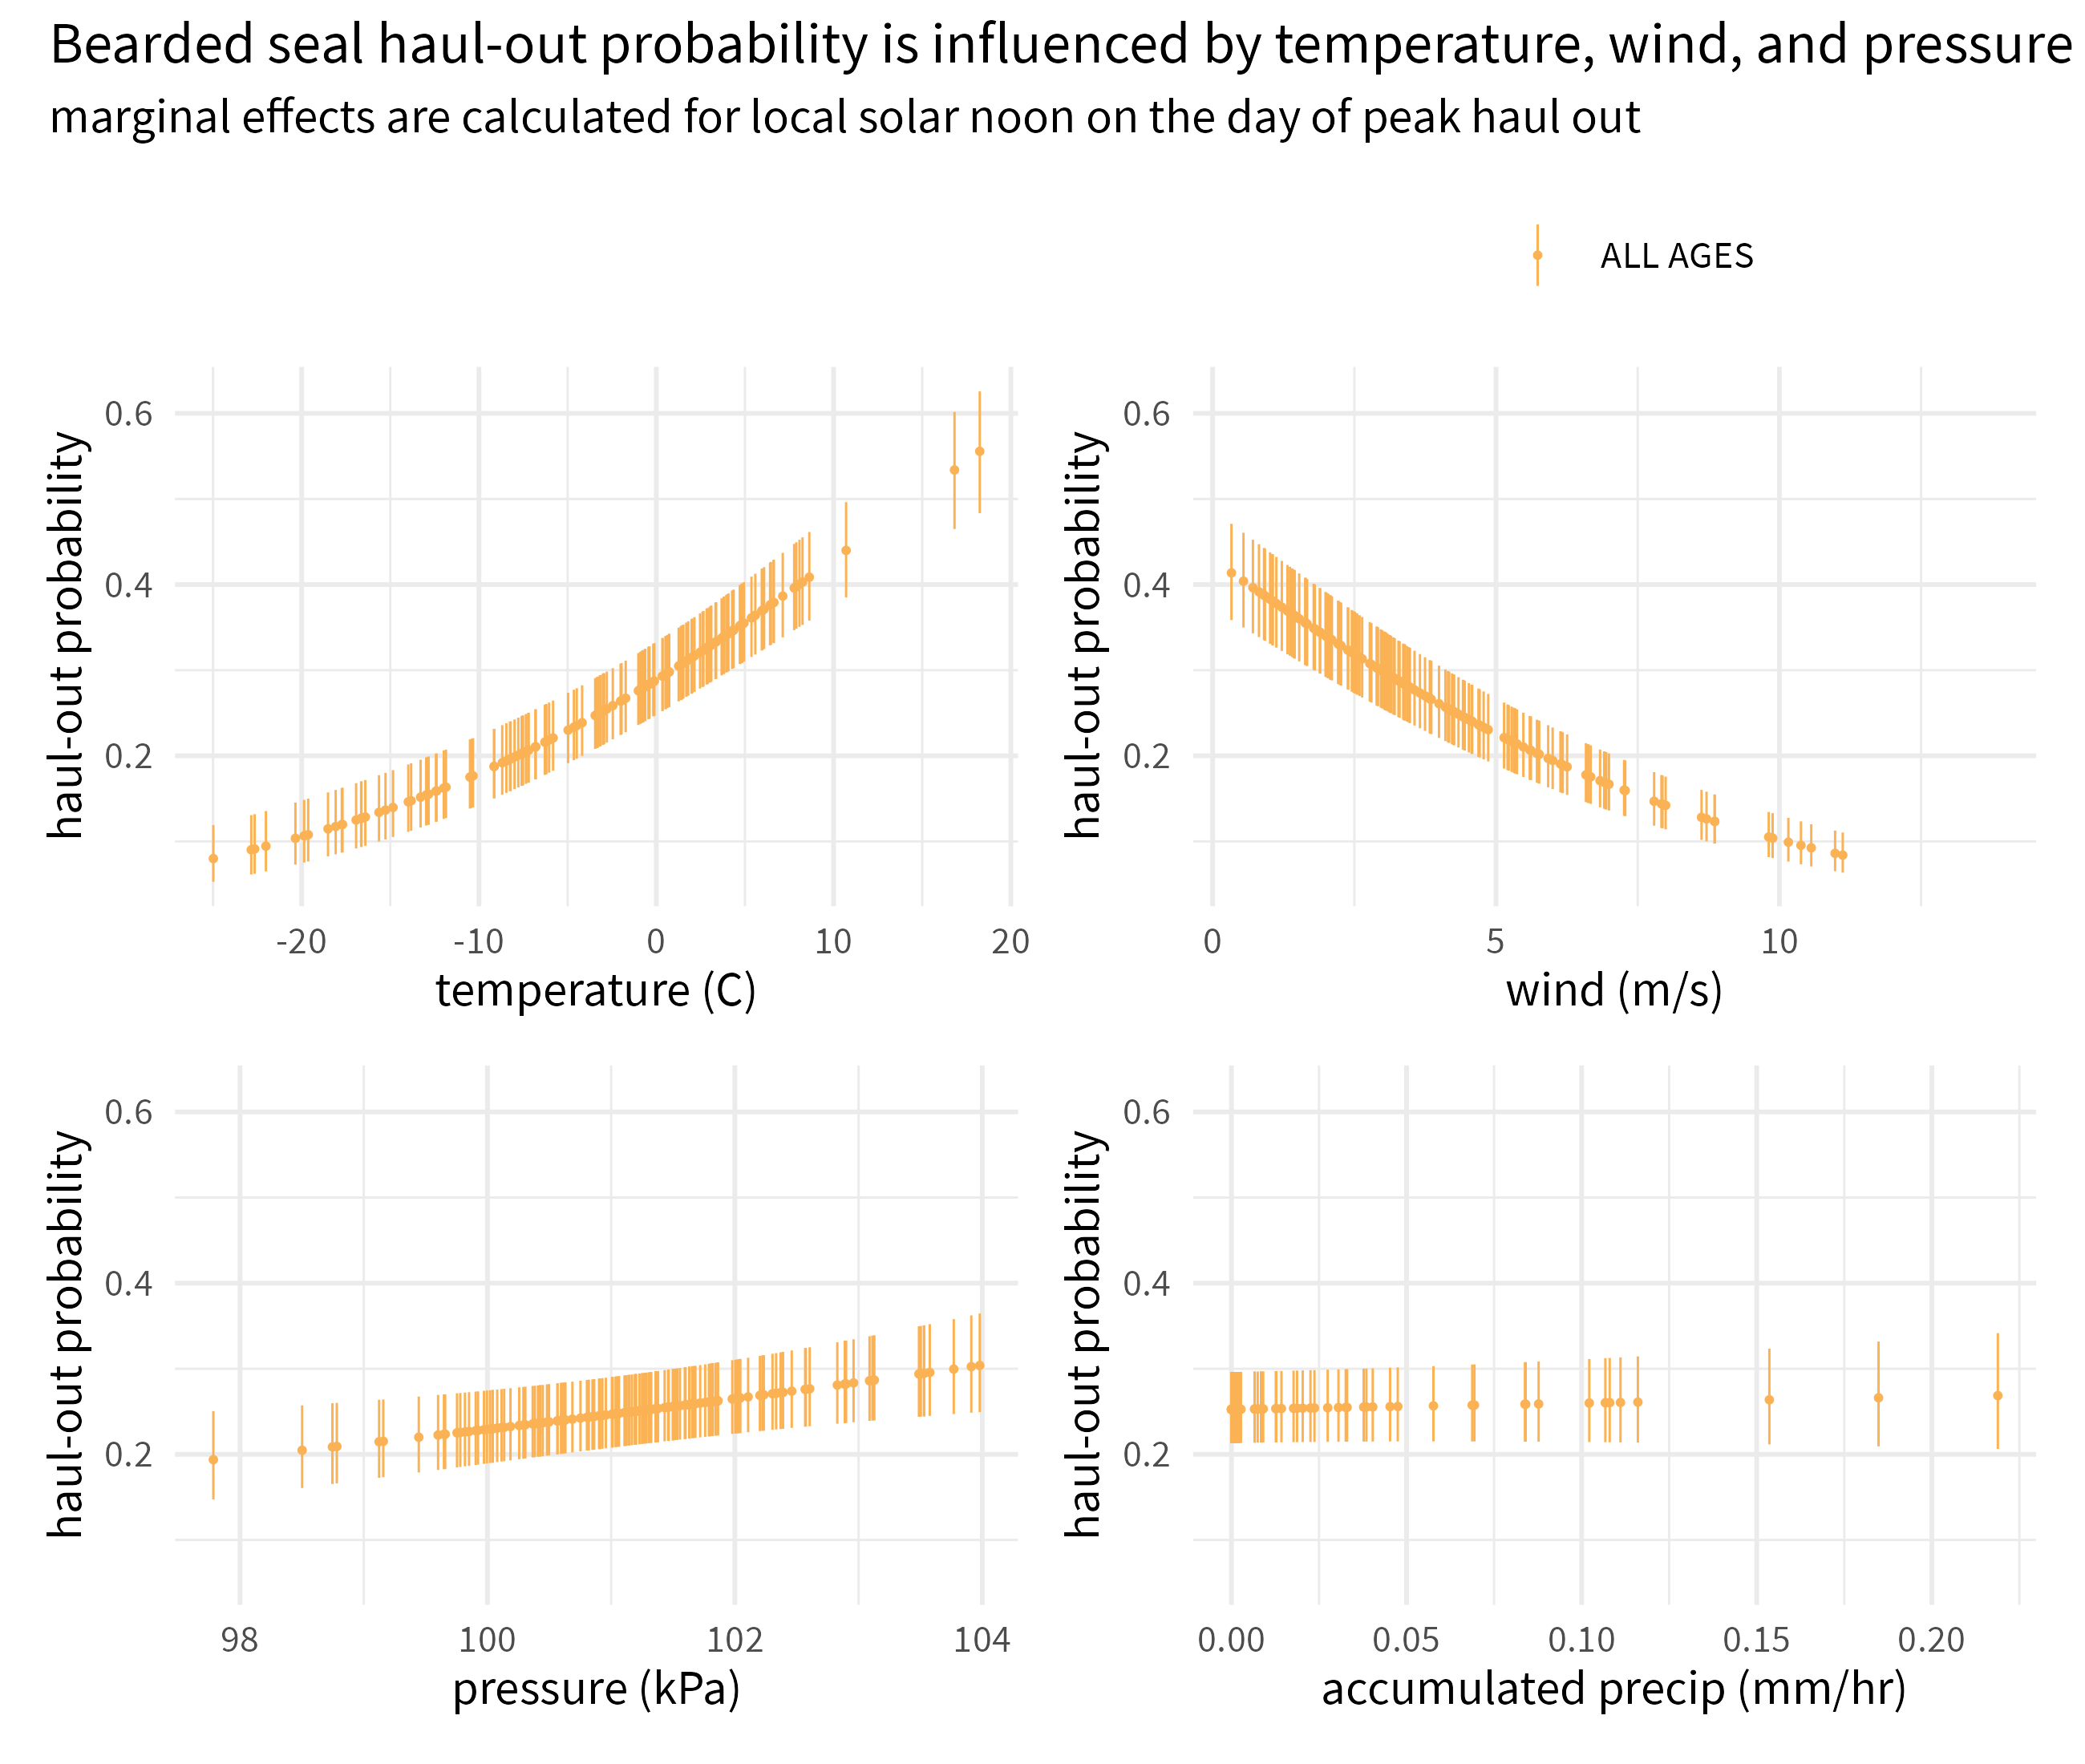 Bearded seal haul-out probability is influenced by temperature, wind, and pressure
marginal effects are calculated for local solar noon on the day of peak haul out
ALL AGES
haul-out probability
0.6
0.4
0.2
-20 -10 0 10 20
temperature (C)
haul-out probability
0.6
0.4
0.2
0 5 10
wind (m/s)
haul-out probability
0.6
0.4
0.2
98 100 102 104
pressure (kPa)
haul-out probability
0.6
0.4
0.2
0.00 0.05 0.10 0.15 0.20
accumulated precip (mm/hr)